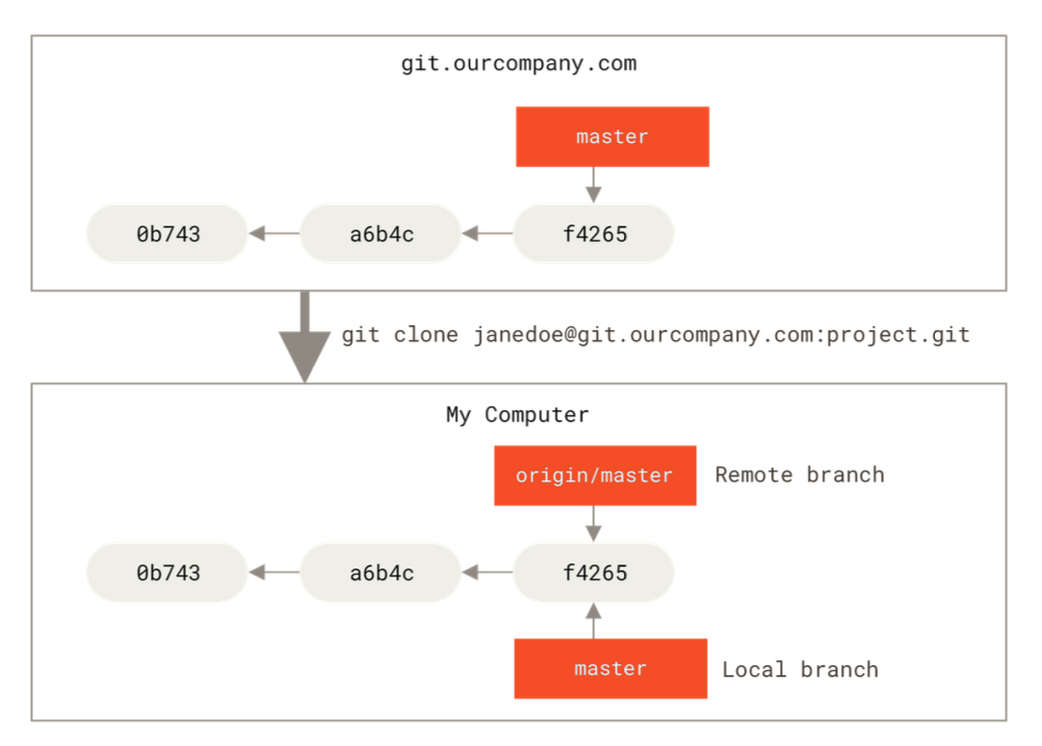 git.ourcompany.com
master
0b743 a6b4c f4265
git clone janedoe@git.ourcompany.com:project.git
My Computer
origin/master Remote branch
0b743 a6b4c f4265
master Local branch